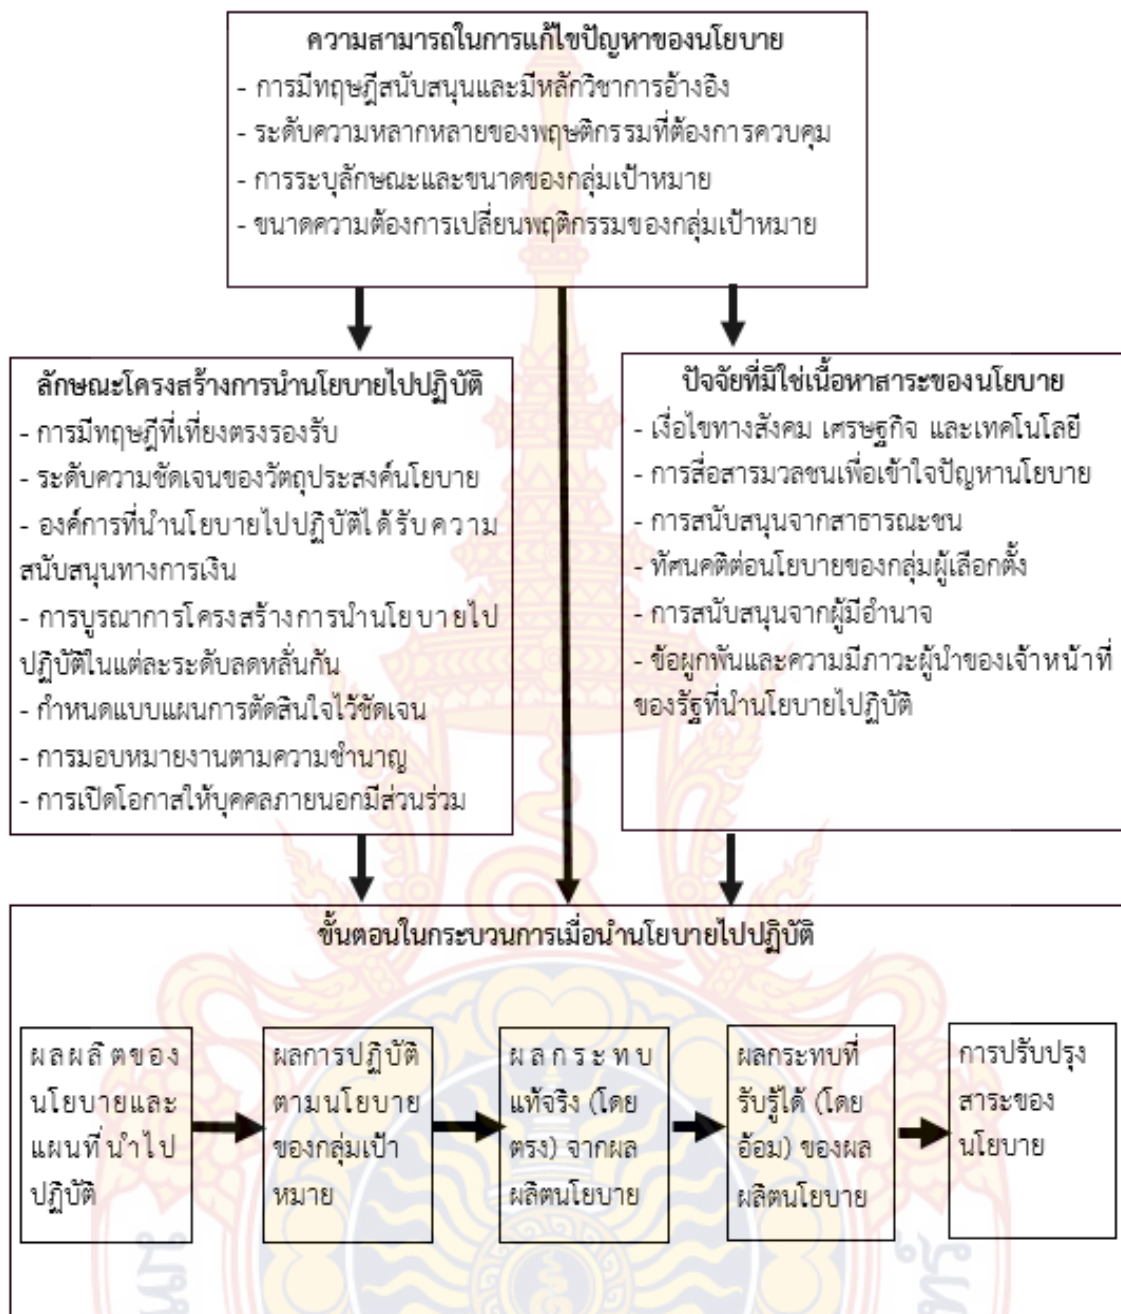 ความสามารถในการแก้ไขปัญหาของนโยบาย
- การมีทฤษฎีสนับสนุนและมีหลักวิชาการอ้างอิง
- ระดับความหลากหลายของพฤษติกรรมที่ต้องการควบคุม
- การระบุลักษณะและขนาดของกลุ่มเป้าหมาย
- ขนาดความต้องการเปลี่ยนพฤติกรรมของกลุ่มเป้าหมาย
ลักษณะโครงสร้างการนำนโยบายไปปฏิบัติ
- การมีทฤษฎีที่เที่ยงตรงรองรับ
- ระดับความชัดเจนของวัตถุประสงค์นโยบาย
- องค์การที่นำนโยบายไปปฏิบัติได้รับความ
สนับสนุนทางการเงิน
- การบูรณาการโครงสร้างการนำนโยบายไป
ปฏิบัติในแต่ละระดับลดหลั่นกัน
- กำหนดแบบแผนการตัดสินใจไว้ชัดเจน
- การมอบหมายงานตามความชำนาญ
- การเปิดโอกาสให้บุคคลภายนอกมีส่วนร่วม
ปัจจัยที่มิใช่เนื้อหาสาระของนโยบาย
- เงื่อไขทางสังคม เศรษฐกิจ และเทคโนโลยี
- การสื่อสารมวลชนเพื่อเข้าใจปัญหานโยบาย
- การสนับสนุนจากสาธารณะชน
- ทัศนคติต่อนโยบายของกลุ่มผู้เลือกตั้ง
- การสนับสนุนจากผู้มีอำนาจ
- ข้อผูกพันและความมีภาวะผู้นำของเจ้าหน้าที่
ของรัฐที่นำนโยบายไปปฏิบัติ
ขั้นตอนในกระบวนการเมื่อนำนโยบายไปปฏิบัติ
ผลผลิตของ
นโยบายและ
แผนที่นำไป
ปฏิบัติ
ผลการปฏิบัติ
ตามนโยบาย
ของกลุ่มเป้า
หมาย
ผลกระทบ
แท้จริง (โดย
ตรง) จากผล
ผลิตนโยบาย
ผลกระทบที่
รับรู้ได้ (โดย
อ้อม) ของผล
ผลิตนโยบาย
การปรับปรุง
สาระของ
นโยบาย